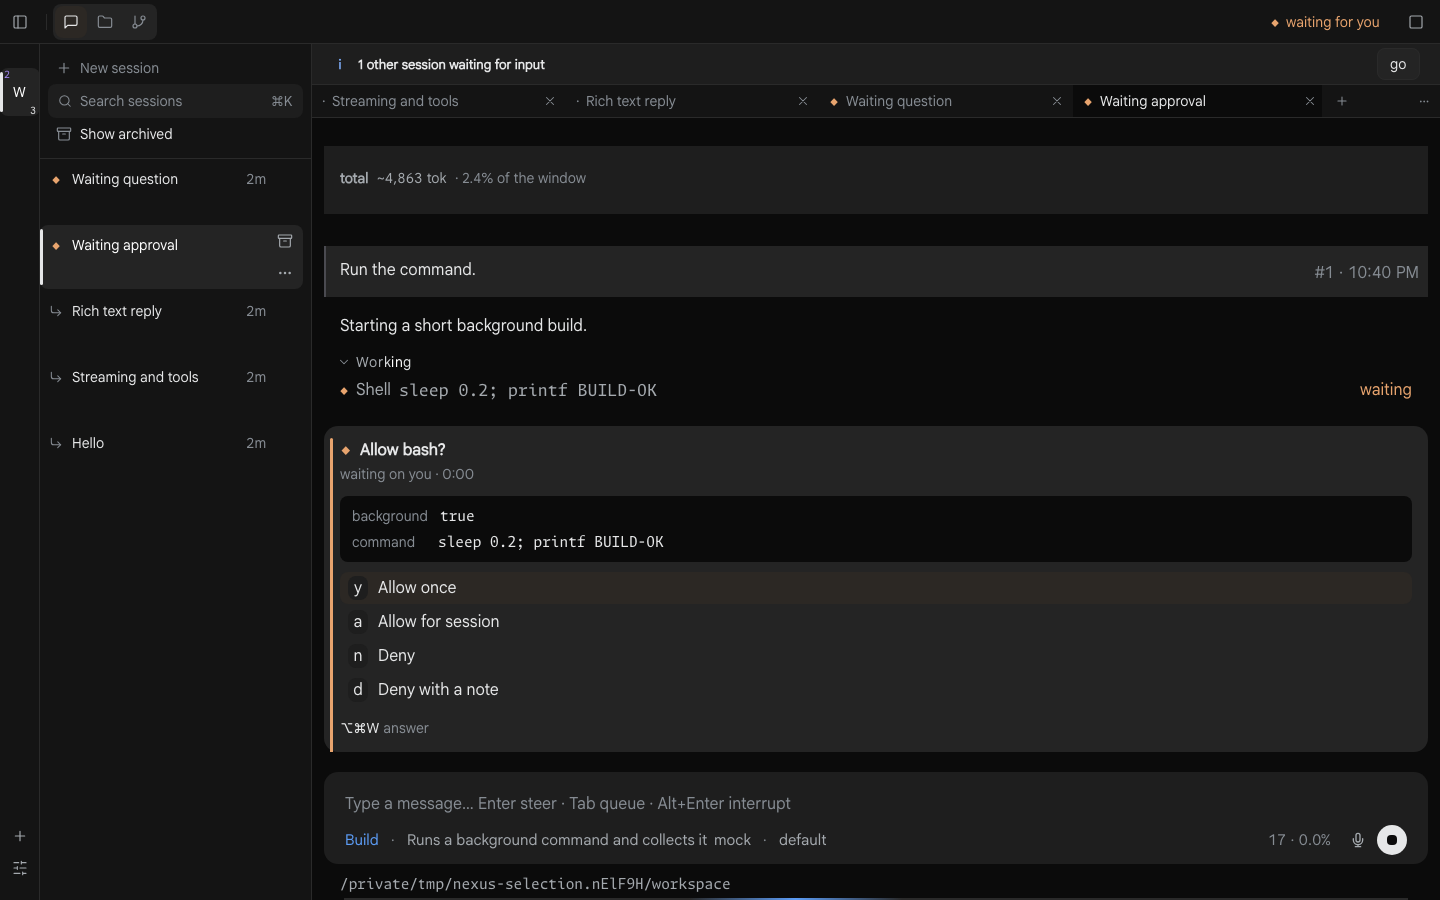 waiting for you
2
W
3
New session
Search sessions ⌘K
Show archived
Waiting question 2m
Waiting approval
...
Rich text reply 2m
Streaming and tools 2m
Hello 2m
i 1 other session waiting for input go
· Streaming and tools
· Rich text reply
Waiting question
Waiting approval
...
total ~4,863 tok · 2.4% of the window
Run the command. #1 · 10:40 PM
Starting a short background build.
Working
Shell sleep 0.2; printf BUILD-OK waiting
Allow bash?
waiting on you · 0:00
background true
command sleep 0.2; printf BUILD-OK
y Allow once
a Allow for session
n Deny
d Deny with a note
⌥⌘W answer
Type a message... Enter steer · Tab queue · Alt+Enter interrupt
Build · Runs a background command and collects it mock · default 17 · 0.0%
/private/tmp/nexus-selection.nElF9H/workspace